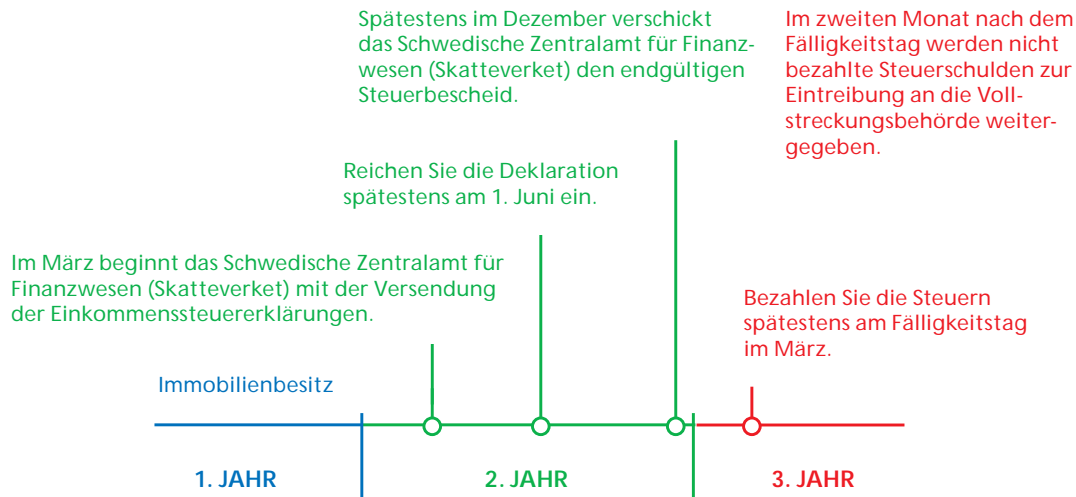 Spätestens im Dezember verschickt
das Schwedische Zentralamt für Finanz-
wesen (Skatteverket) den endgültigen
Steuerbescheid.
Im zweiten Monat nach dem
Fälligkeitstag werden nicht
bezahlte Steuerschulden zur
Eintreibung an die Voll-
streckungsbehörde weiter-
gegeben.
Reichen Sie die Deklaration
spätestens am 1. Juni ein.
Im März beginnt das Schwedische Zentralamt für
Finanzwesen (Skatteverket) mit der Versendung
der Einkommenssteuererklärungen.
Bezahlen Sie die Steuern
spätestens am Fälligkeitstag
im März.
Immobilienbesitz
1. JAHR
2. JAHR
3. JAHR